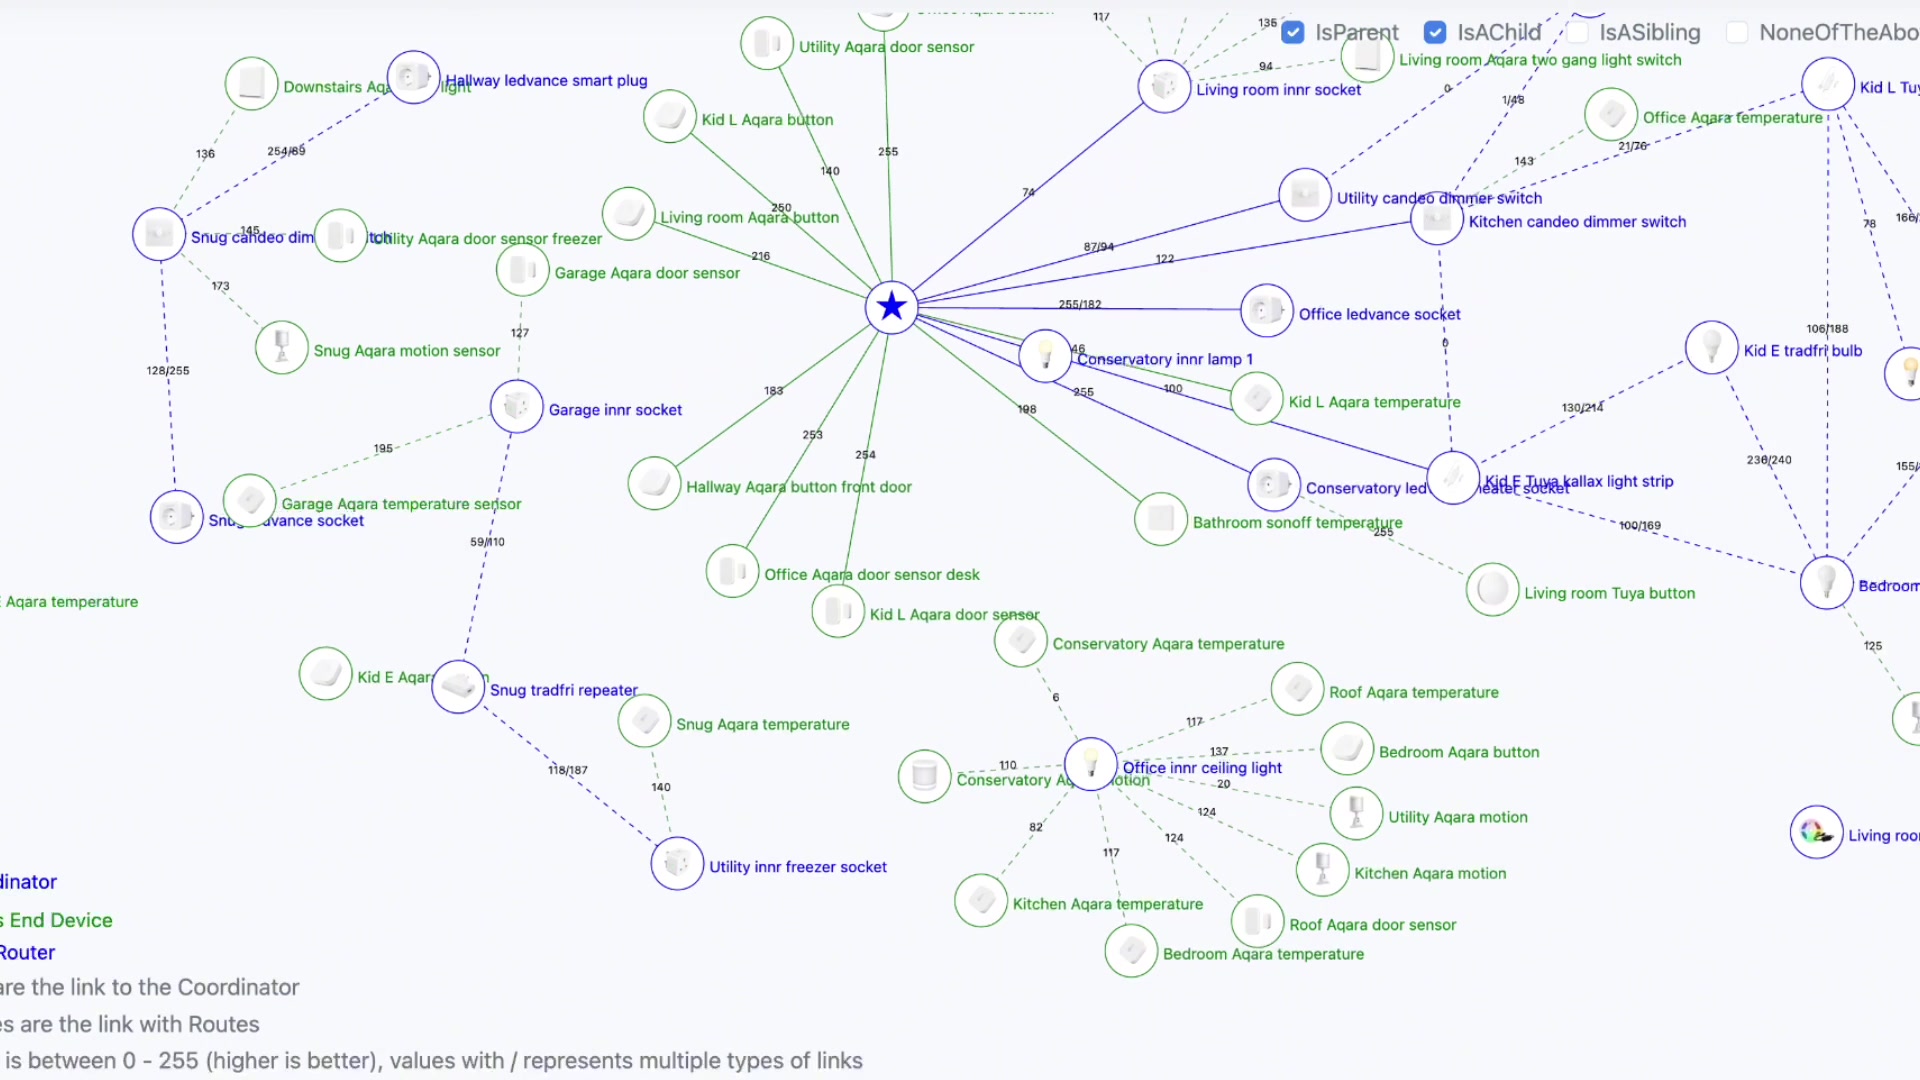 117
135
IsParent
IsAChild
IsASibling
NoneOfTheAbo
Utility Aqara door sensor
94
Living room Aqara two gang light switch
Downstairs Aqa
light
Hallway ledvance smart plug
Living room innr socket
0
1/48
Kid L Tuy
Kid L Aqara button
Office Aqara temperature
136
254/89
255
140
143
21/76
74
Living room Aqara button
250
Utility candeo dimmer switch
Kitchen candeo dimmer switch
78
166/
145
Snug candeo dim
tch
Utility Aqara door sensor freezer
216
87/94
122
Garage Aqara door sensor
173
255/182
Office ledvance socket
127
106/188
Snug Aqara motion sensor
46
Conservatory innr lamp 1
0
Kid E tradfri bulb
128/255
183
255
100
Garage innr socket
198
Kid L Aqara temperature
130/214
253
195
254
236/240
155/
Hallway Aqara button front door
Conservatory led
eater socket
Kid E Tuya kallax light strip
Garage Aqara temperature sensor
Snug
dvance socket
Bathroom sonoff temperature
255
100/169
59/110
Office Aqara door sensor desk
Living room Tuya button
Bedroom
Aqara temperature
Kid L Aqara door sensor
Conservatory Aqara temperature
125
Kid E Aqar
n
Snug tradfri repeater
6
Roof Aqara temperature
Snug Aqara temperature
117
118/187
140
110
137
Bedroom Aqara button
Conservatory Aq
otion
Office innr ceiling light
20
124
Utility Aqara motion
82
117
124
Living roo
Utility innr freezer socket
Kitchen Aqara motion
dinator
Kitchen Aqara temperature
Roof Aqara door sensor
s End Device
Bedroom Aqara temperature
Router
are the link to the Coordinator
es are the link with Routes
is between 0 - 255 (higher is better), values with / represents multiple types of links